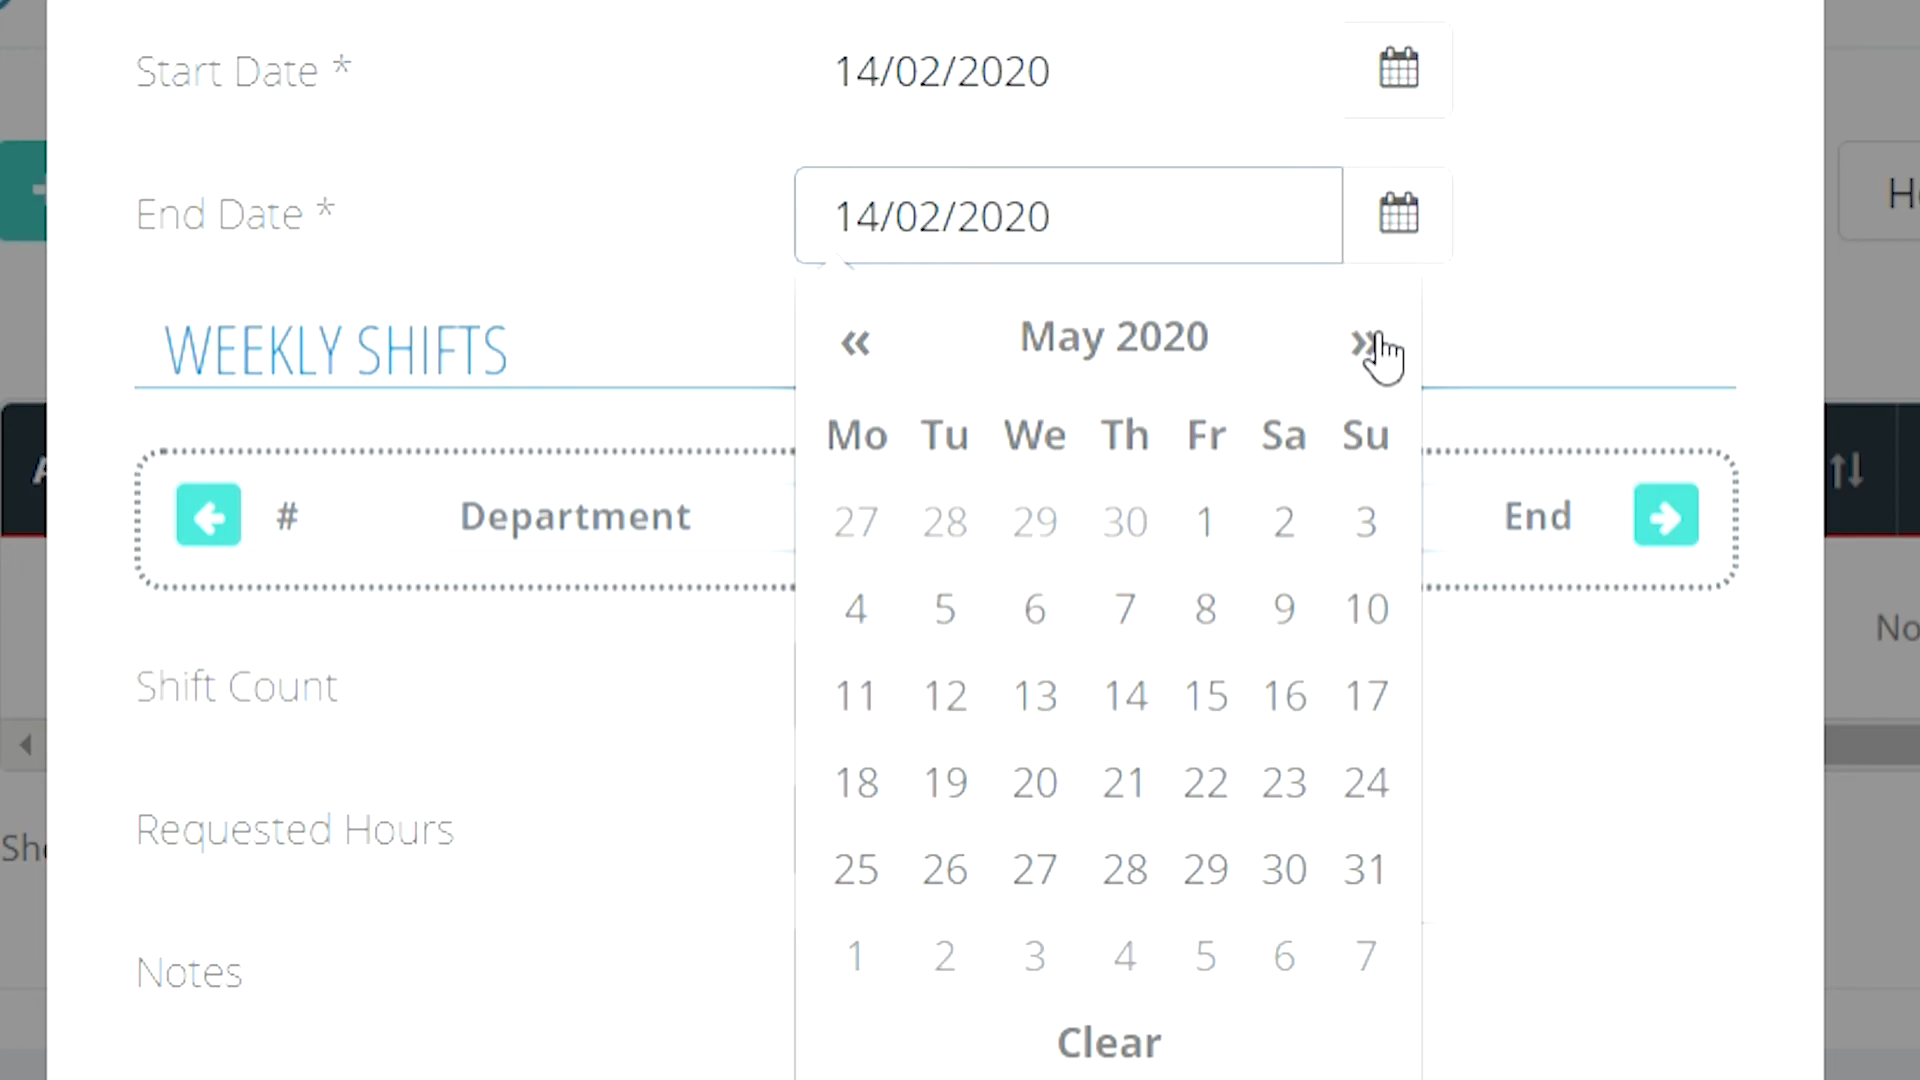 Start Date * 14/02/2020
End Date * 14/02/2020
WEEKLY SHIFTS
« May 2020 »
Mo Tu We Th Fr Sa Su
27 28 29 30 1 2 3
# Department End
4 5 6 7 8 9 10
11 12 13 14 15 16 17
Shift Count
18 19 20 21 22 23 24
Requested Hours
25 26 27 28 29 30 31
1 2 3 4 5 6 7
Notes
Clear